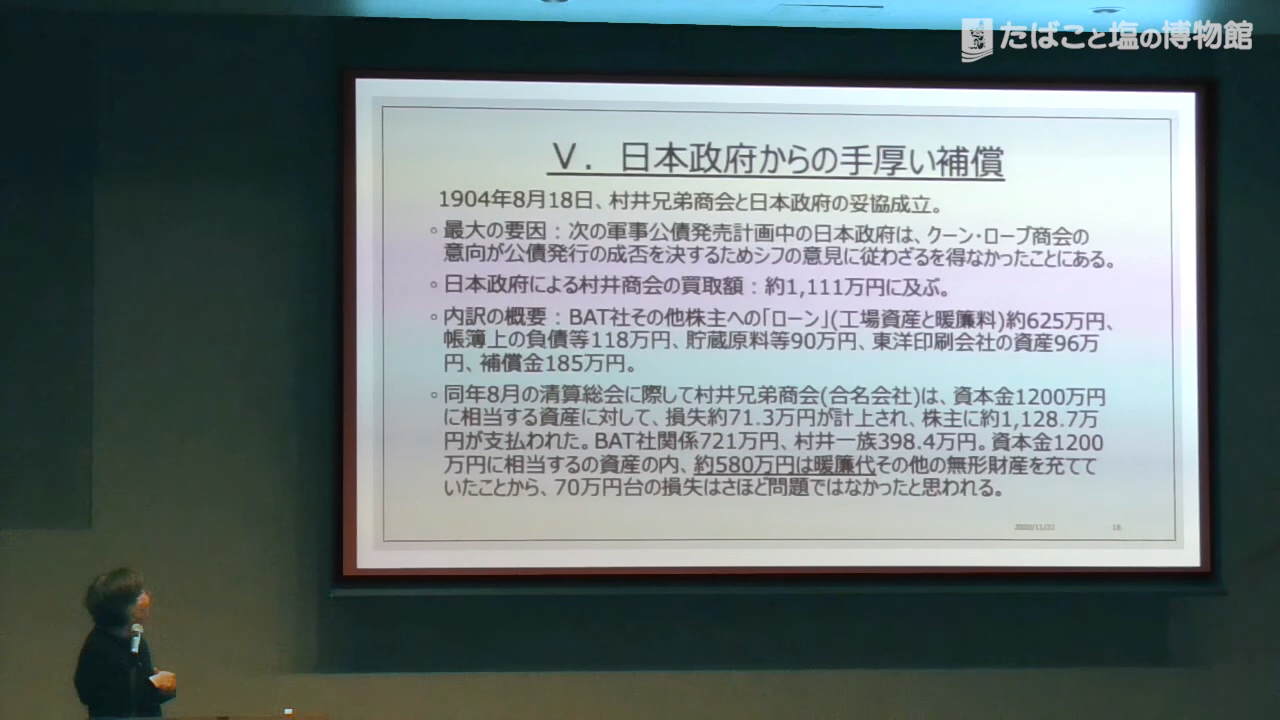 たばこと塩の博物館
Ⅴ．日本政府からの手厚い補償
1904年8月18日、村井兄弟商会と日本政府の妥協成立。
◦最大の要因：次の軍事公債発売計画中の日本政府は、クーン・ローブ商会の
意向が公債発行の成否を決するためシフの意見に従わざるを得なかったことにある。
◦日本政府による村井商会の買取額：約1,111万円に及ぶ。
◦内訳の概要：BAT社その他株主への「ローン」(工場資産と暖簾料)約625万円、
帳簿上の負債等118万円、貯蔵原料等90万円、東洋印刷会社の資産96万
円、補償金185万円。
◦同年8月の清算総会に際して村井兄弟商会(合名会社)は、資本金1200万円
に相当する資産に対して、損失約71.3万円が計上され、株主に約1,128.7万
円が支払われた。BAT社関係721万円、村井一族398.4万円。資本金1200
万円に相当するの資産の内、約580万円は暖簾代その他の無形財産を充てて
いたことから、70万円台の損失はさほど問題ではなかったと思われる。